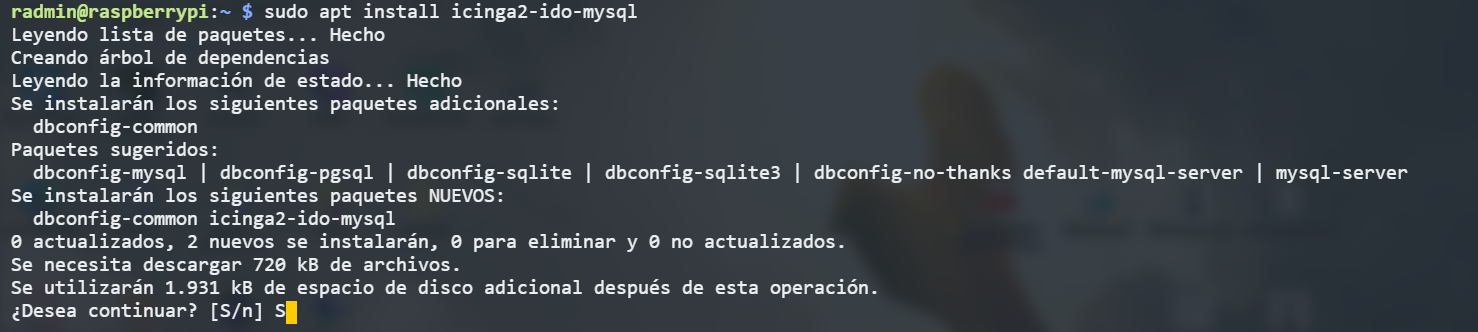 radmin@raspberrypi:~ $ sudo apt install icinga2-ido-mysql
Leyendo lista de paquetes... Hecho
Creando árbol de dependencias
Leyendo la información de estado... Hecho
Se instalarán los siguientes paquetes adicionales:
  dbconfig-common
Paquetes sugeridos:
  dbconfig-mysql | dbconfig-pgsql | dbconfig-sqlite | dbconfig-sqlite3 | dbconfig-no-thanks default-mysql-server | mysql-server
Se instalarán los siguientes paquetes NUEVOS:
  dbconfig-common icinga2-ido-mysql
0 actualizados, 2 nuevos se instalarán, 0 para eliminar y 0 no actualizados.
Se necesita descargar 720 kB de archivos.
Se utilizarán 1.931 kB de espacio de disco adicional después de esta operación.
¿Desea continuar? [S/n] S